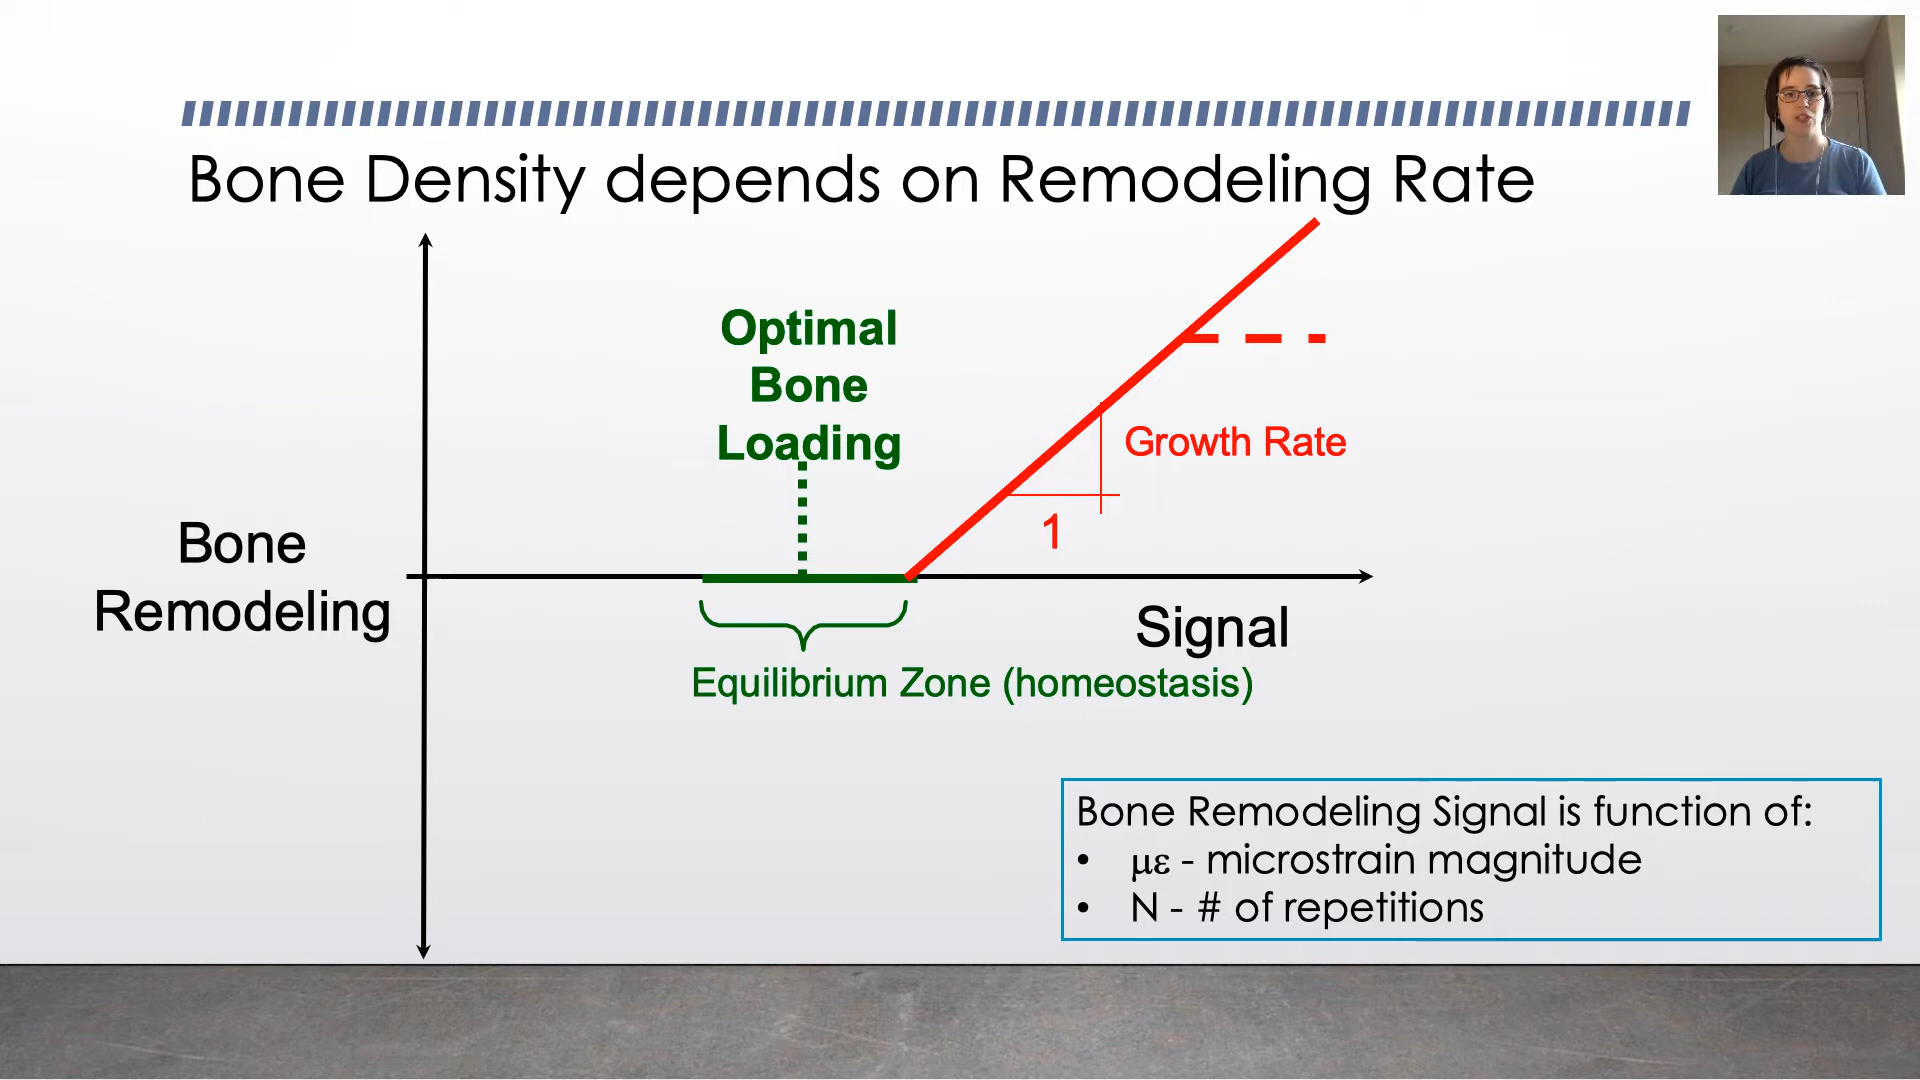 Bone Density depends on Remodeling Rate
Optimal
Bone
Loading
Growth Rate
1
Bone
Remodeling
Signal
Equilibrium Zone (homeostasis)
Bone Remodeling Signal is function of:
• με - microstrain magnitude
• N - # of repetitions